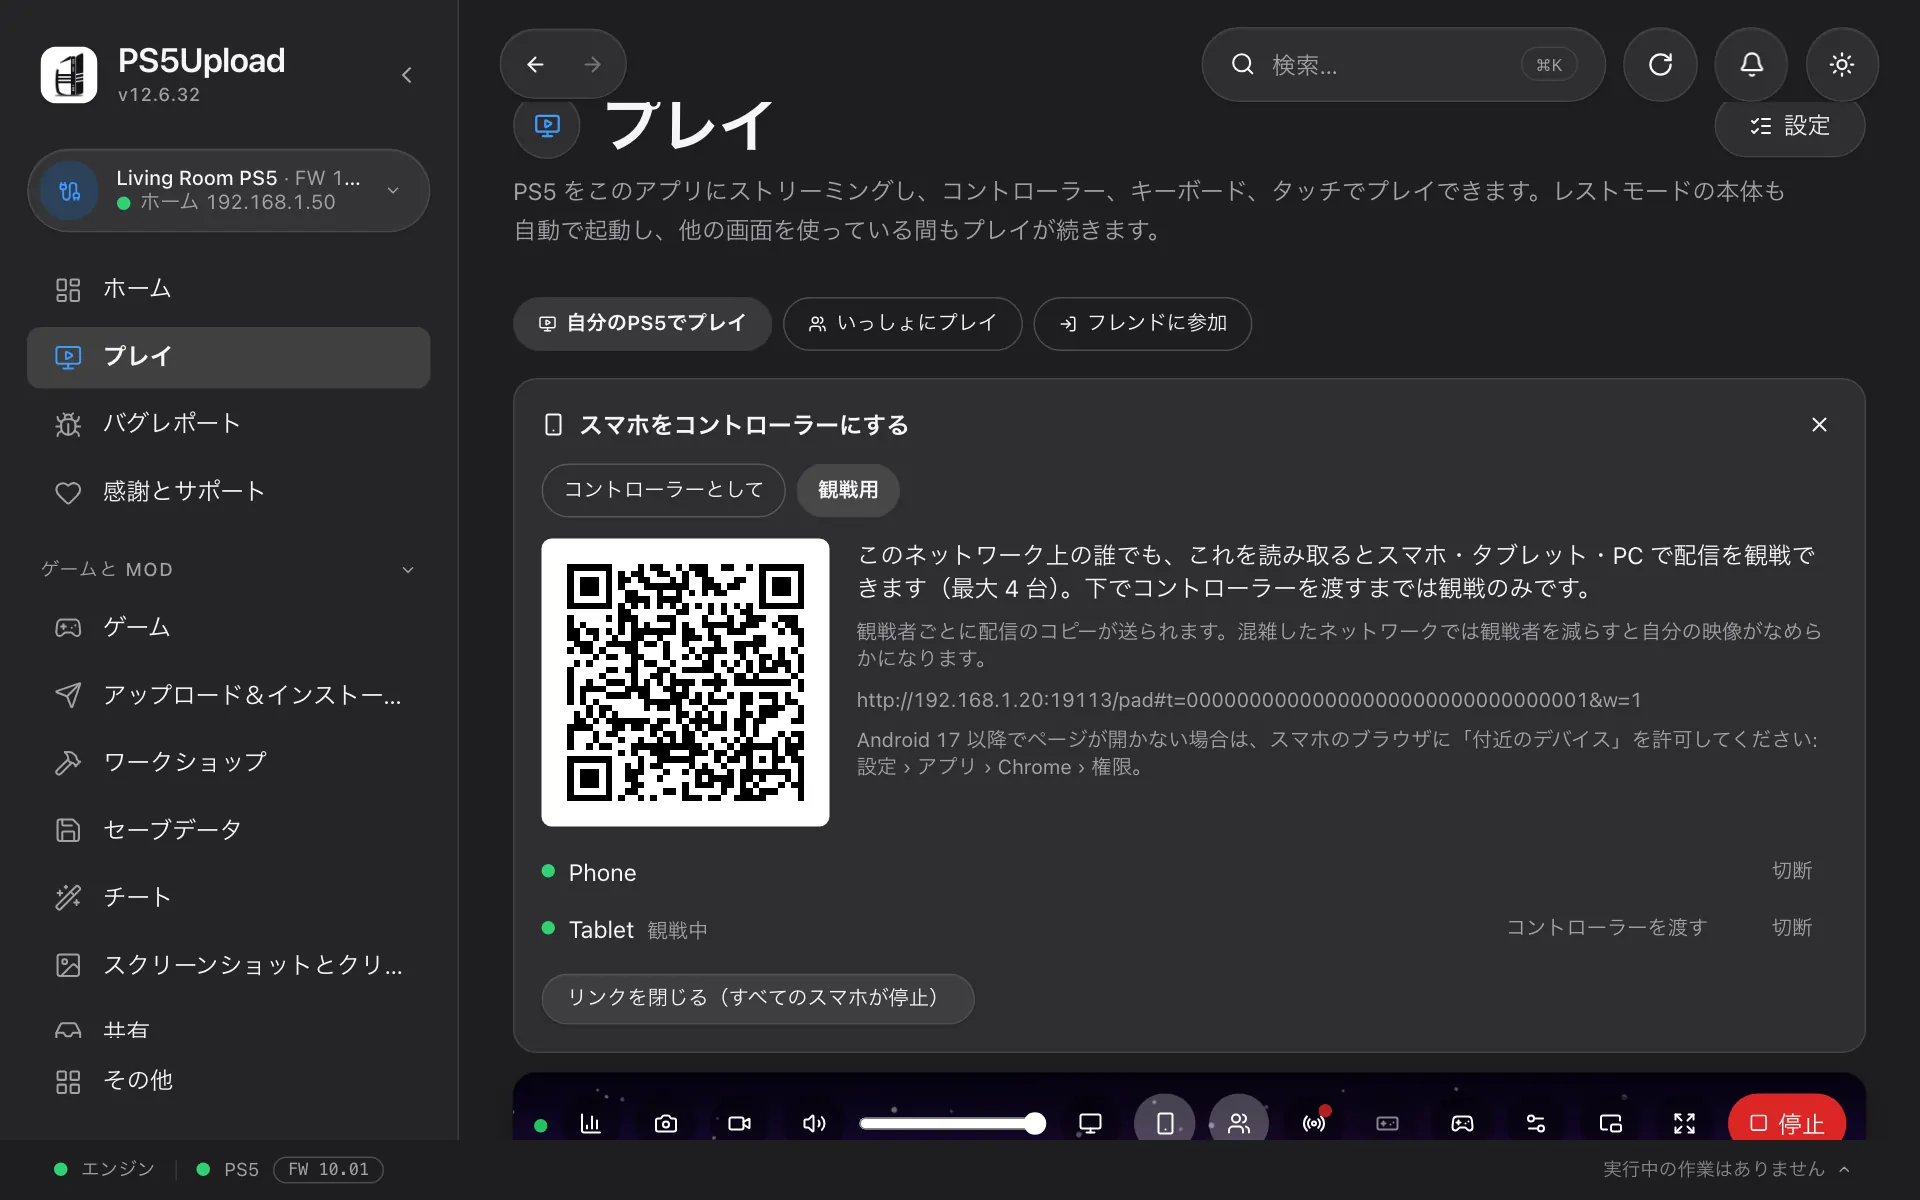 PS5Upload
v12.6.32
Living Room PS5 · FW 1...
ホーム 192.168.1.50
ホーム
プレイ
バグレポート
感謝とサポート
ゲームと MOD
ゲーム
アップロード＆インストー...
ワークショップ
セーブデータ
チート
スクリーンショットとクリ...
共有
その他
検索...
⌘K
プレイ
設定
PS5 をこのアプリにストリーミングし、コントローラー、キーボード、タッチでプレイできます。レストモードの本体も
自動で起動し、他の画面を使っている間もプレイが続きます。
自分のPS5でプレイ
いっしょにプレイ
フレンドに参加
スマホをコントローラーにする
コントローラーとして
観戦用
このネットワーク上の誰でも、これを読み取るとスマホ・タブレット・PC で配信を観戦で
きます（最大 4 台）。下でコントローラーを渡すまでは観戦のみです。
観戦者ごとに配信のコピーが送られます。混雑したネットワークでは観戦者を減らすと自分の映像がなめら
かになります。
http://192.168.1.20:19113/pad#t=00000000000000000000000000000001&w=1
Android 17 以降でページが開かない場合は、スマホのブラウザに「付近のデバイス」を許可してください:
設定 › アプリ › Chrome › 権限。
Phone
切断
Tablet 観戦中
コントローラーを渡す
切断
リンクを閉じる（すべてのスマホが停止）
停止
エンジン
PS5
FW 10.01
実行中の作業はありません